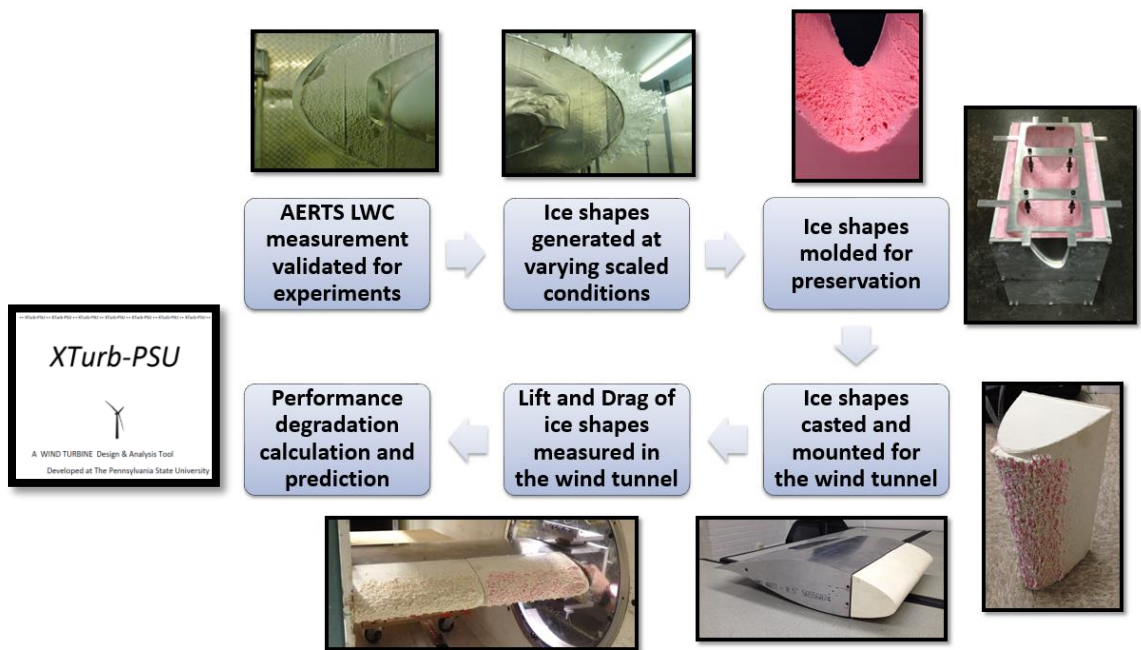 AERTS LWC
measurement
validated for
experiments
Ice shapes
generated at
varying scaled
conditions
Ice shapes
molded for
preservation
XTurb-PSU
A WIND TURBINE Design & Analysis Tool
Developed at The Pennsylvania State University
Performance
degradation
calculation and
prediction
Lift and Drag of
ice shapes
measured in
the wind tunnel
Ice shapes
casted and
mounted for
the wind tunnel